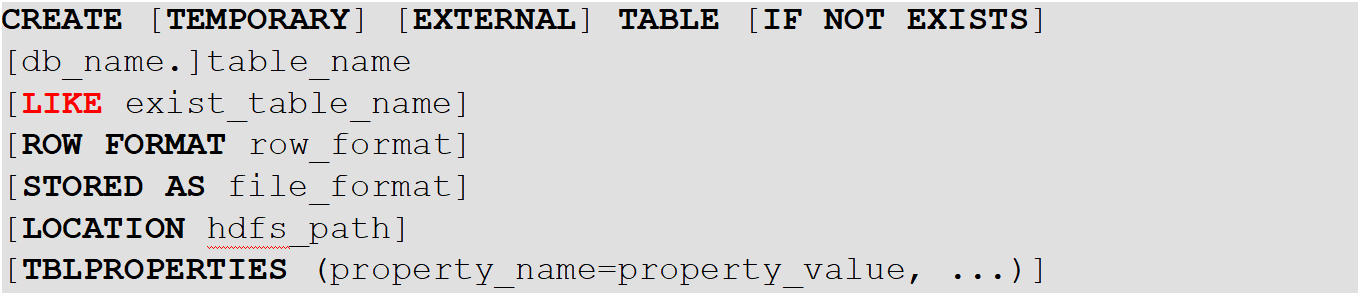 CREATE [TEMPORARY] [EXTERNAL] TABLE [IF NOT EXISTS]
[db_name.]table_name
[LIKE exist_table_name]
[ROW FORMAT row_format]
[STORED AS file_format]
[LOCATION hdfs_path]
[TBLPROPERTIES (property_name=property_value, ...)]